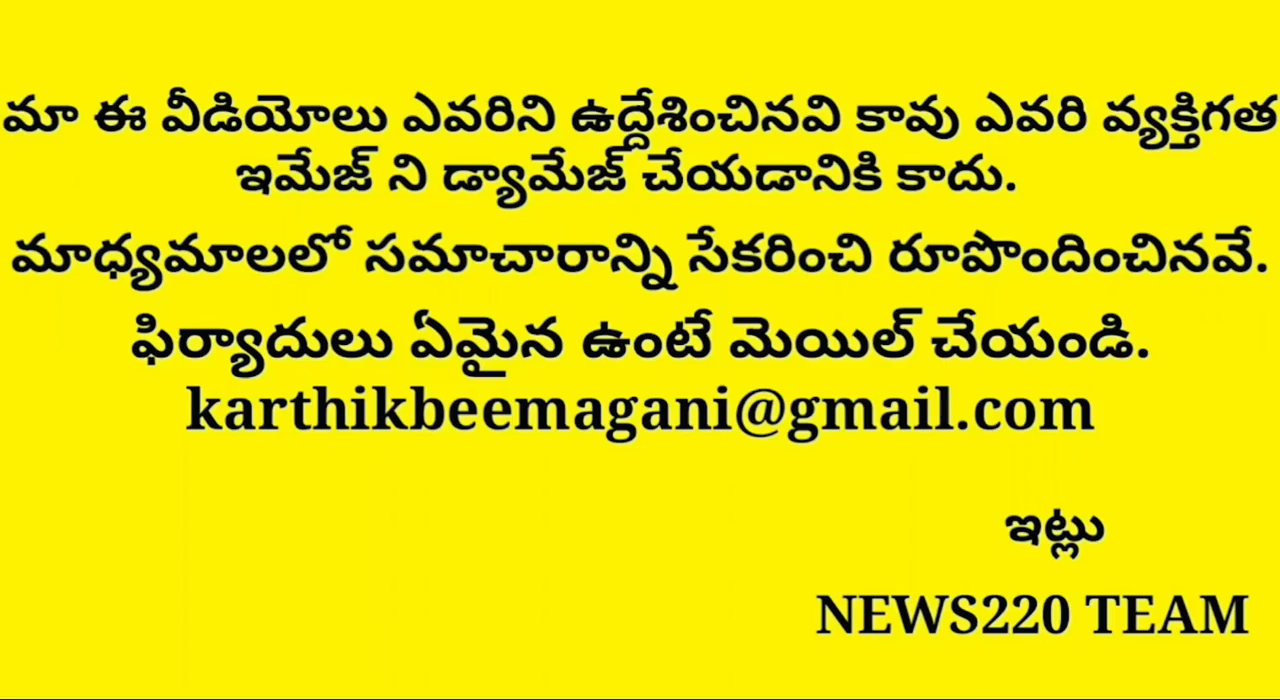 మా ఈ వీడియోలు ఎవరిని ఉద్దేశించినవి కావు ఎవరి వ్యక్తిగత
ఇమేజ్ ని డ్యామేజ్ చేయడానికి కాదు.
మాధ్యమాలలో సమాచారాన్ని సేకరించి రూపొందించినవే.
ఫిర్యాదులు ఏమైన ఉంటే మెయిల్ చేయండి.
karthikbeemagani@gmail.com
ఇట్లు
NEWS220 TEAM